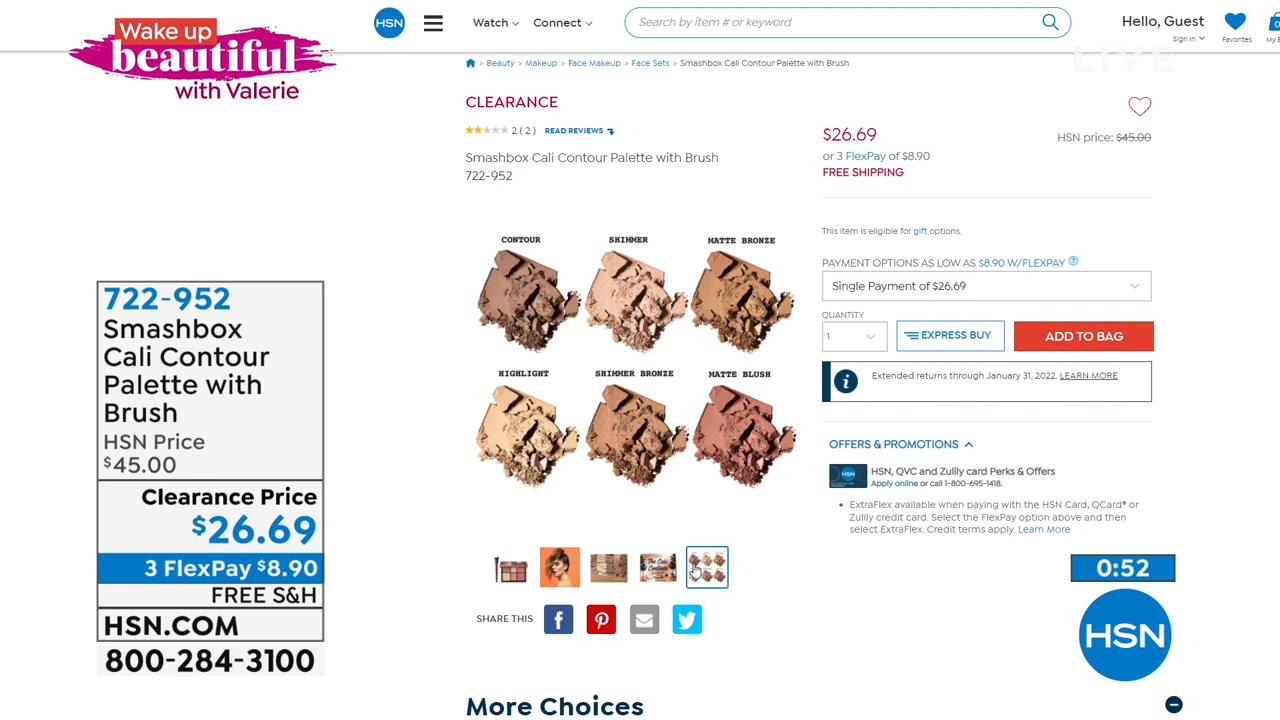 Wake up
beautiful
with Valerie
HSN
Watch
Connect
Search by item # or keyword
Hello, Guest
Sign In
Favorites
LIVE
Beauty > Makeup > Face Makeup > Face Sets > Smashbox Cali Contour Palette with Brush
CLEARANCE
2 ( 2 ) READ REVIEWS
Smashbox Cali Contour Palette with Brush
722-952
$26.69
HSN price: $45.00
or 3 FlexPay of $8.90
FREE SHIPPING
This item is eligible for gift options.
PAYMENT OPTIONS AS LOW AS $8.90 W/FLEXPAY ?
Single Payment of $26.69
QUANTITY
1
EXPRESS BUY
ADD TO BAG
Extended returns through January 31, 2022. LEARN MORE
OFFERS & PROMOTIONS
HSN, QVC and Zulily card Perks & Offers
Apply online or call 1-800-695-1418.
• ExtraFlex available when paying with the HSN Card, QCard® or
Zulily credit card. Select the FlexPay option above and then
select ExtraFlex. Credit terms apply. Learn More
CONTOUR
SHIMMER
MATTE BRONZE
HIGHLIGHT
SHIMMER BRONZE
MATTE BLUSH
SHARE THIS
More Choices
722-952
Smashbox
Cali Contour
Palette with
Brush
HSN Price
$45.00
Clearance Price
$26.69
3 FlexPay $8.90
FREE S&H
HSN.COM
800-284-3100
0:52
HSN